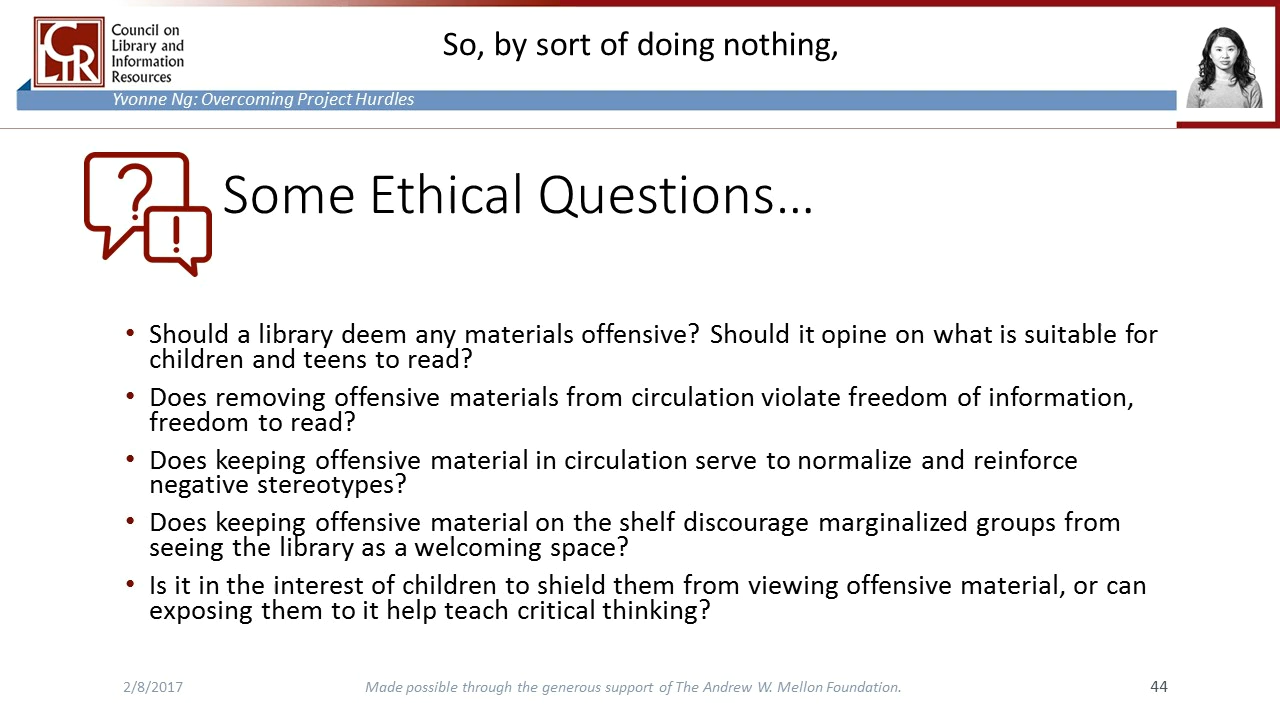 CLIR
Council on
Library and
Information
Resources
So, by sort of doing nothing,
Yvonne Ng: Overcoming Project Hurdles
?
!
Some Ethical Questions...
• Should a library deem any materials offensive? Should it opine on what is suitable for
children and teens to read?
• Does removing offensive materials from circulation violate freedom of information,
freedom to read?
• Does keeping offensive material in circulation serve to normalize and reinforce
negative stereotypes?
• Does keeping offensive material on the shelf discourage marginalized groups from
seeing the library as a welcoming space?
• Is it in the interest of children to shield them from viewing offensive material, or can
exposing them to it help teach critical thinking?
2/8/2017
Made possible through the generous support of The Andrew W. Mellon Foundation.
44